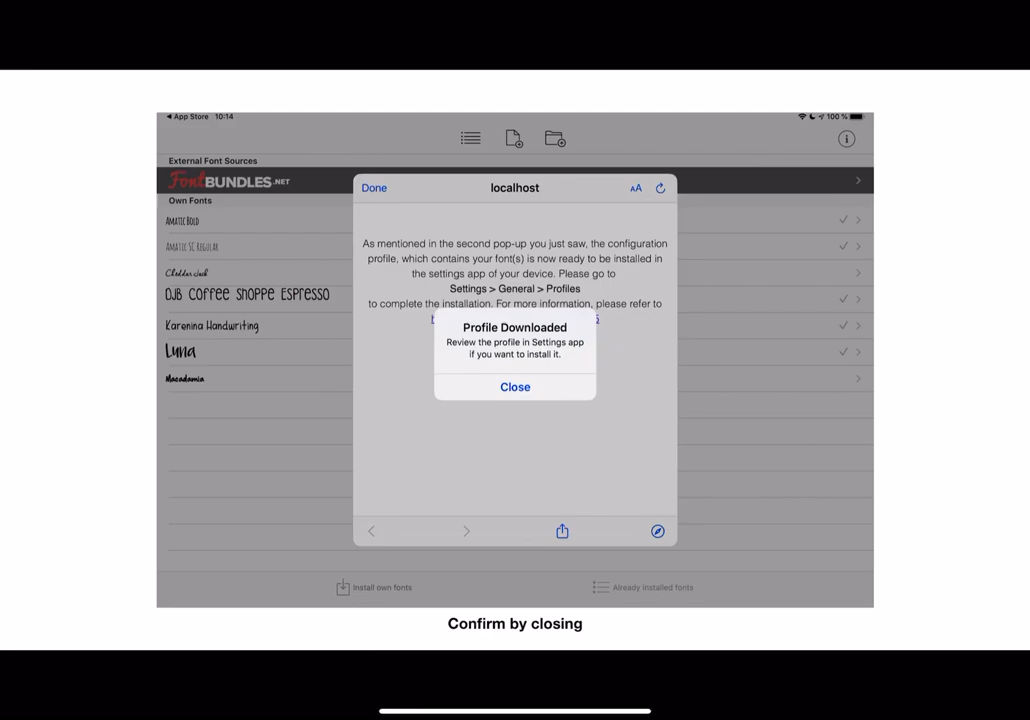 ◀ App Store 10:14
100 %
External Font Sources
FontBUNDLES.NET
Own Fonts
Amatic Bold
Amatic SC Regular
Cheddar Jack
DJB Coffee Shoppe Espresso
Karenina Handwriting
Luna
Macadamia
Done
localhost
AA
As mentioned in the second pop-up you just saw, the configuration
profile, which contains your font(s) is now ready to be installed in
the settings app of your device. Please go to
Settings > General > Profiles
to complete the installation. For more information, please refer to
Profile Downloaded
Review the profile in Settings app
if you want to install it.
Close
Install own fonts
Already installed fonts
Confirm by closing